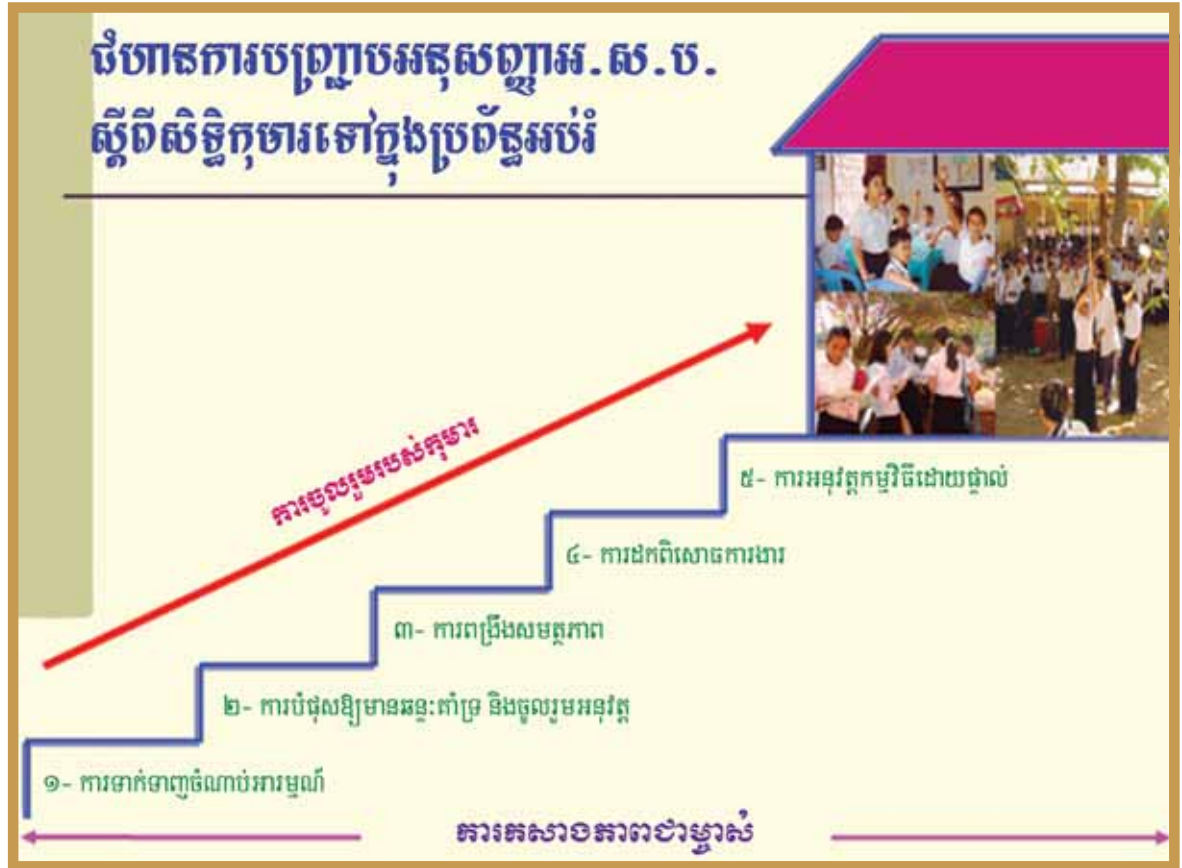 ជំហានការបញ្ជ្រាបអនុសញ្ញាអ.ស.ប.
ស្តីពីសិទ្ធិកុមារទៅក្នុងប្រព័ន្ធអប់រំ
ការចូលរួមរបស់កុមារ
៥- ការអនុវត្តកម្មវិធីដោយផ្ទាល់
៤- ការដកពិសោធការងារ
៣- ការពង្រឹងសមត្ថភាព
២- ការបំផុសឱ្យមានឆន្ទៈគាំទ្រ និងចូលរួមអនុវត្ត
១- ការទាក់ទាញចំណាប់អារម្មណ៍
ការកសាងភាពជាម្ចាស់